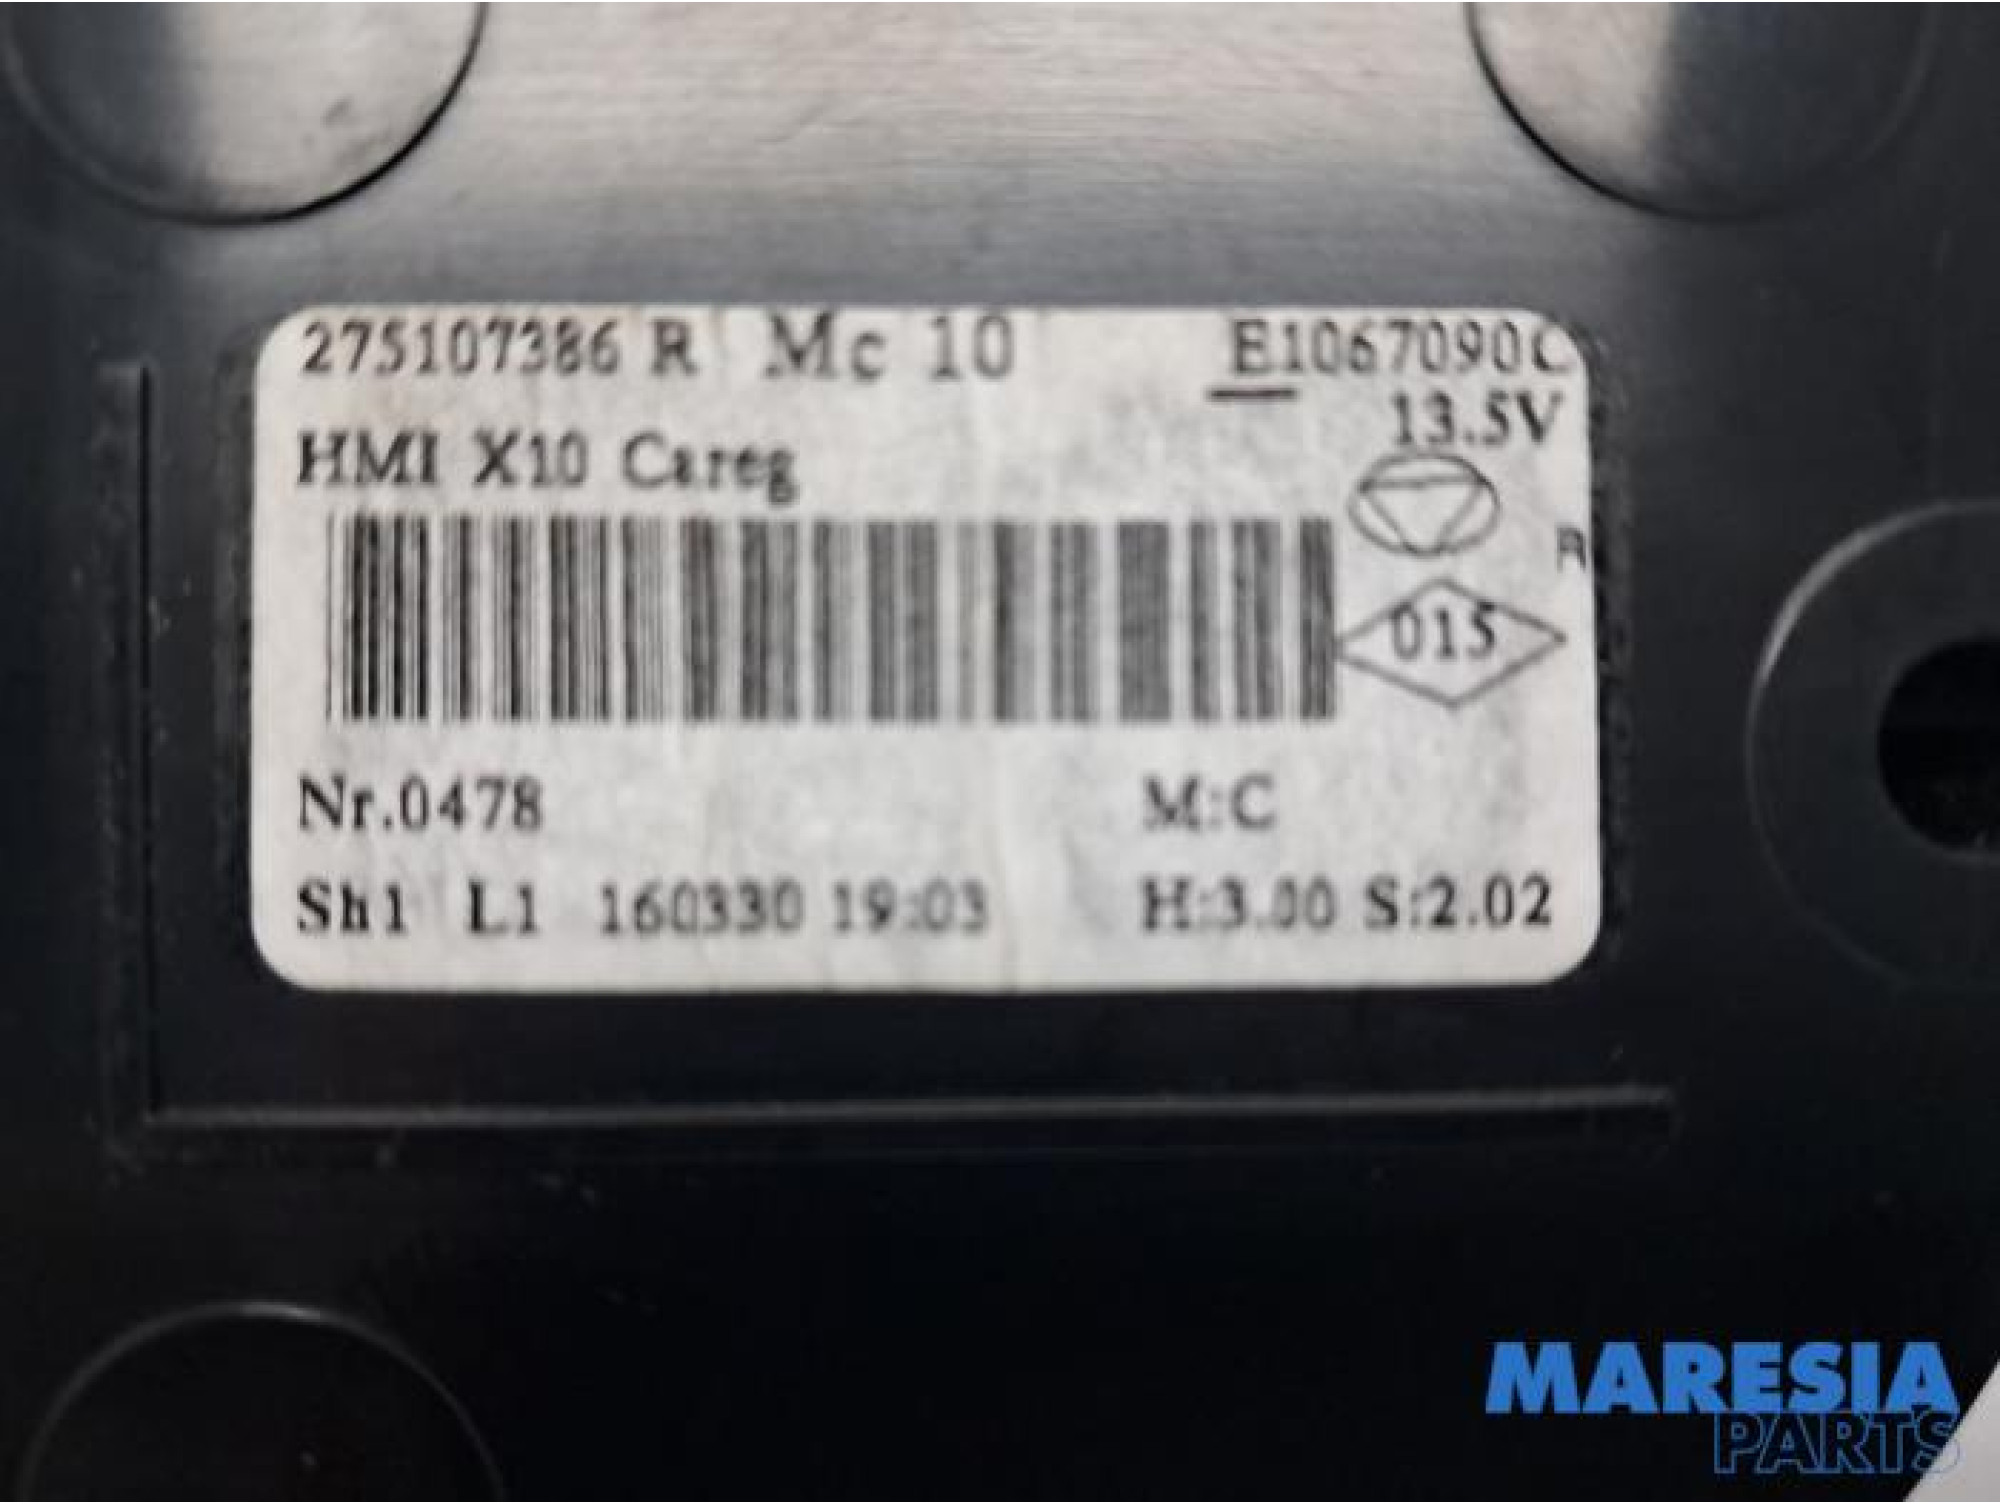 275107386 R Mc 10 E1067090C
13.5V
HMI X10 Careg
R
015
Nr.0478 M:C
Sh1 L1 160330 19:03 H:3.00 S:2.02
MARESIA
PARTS